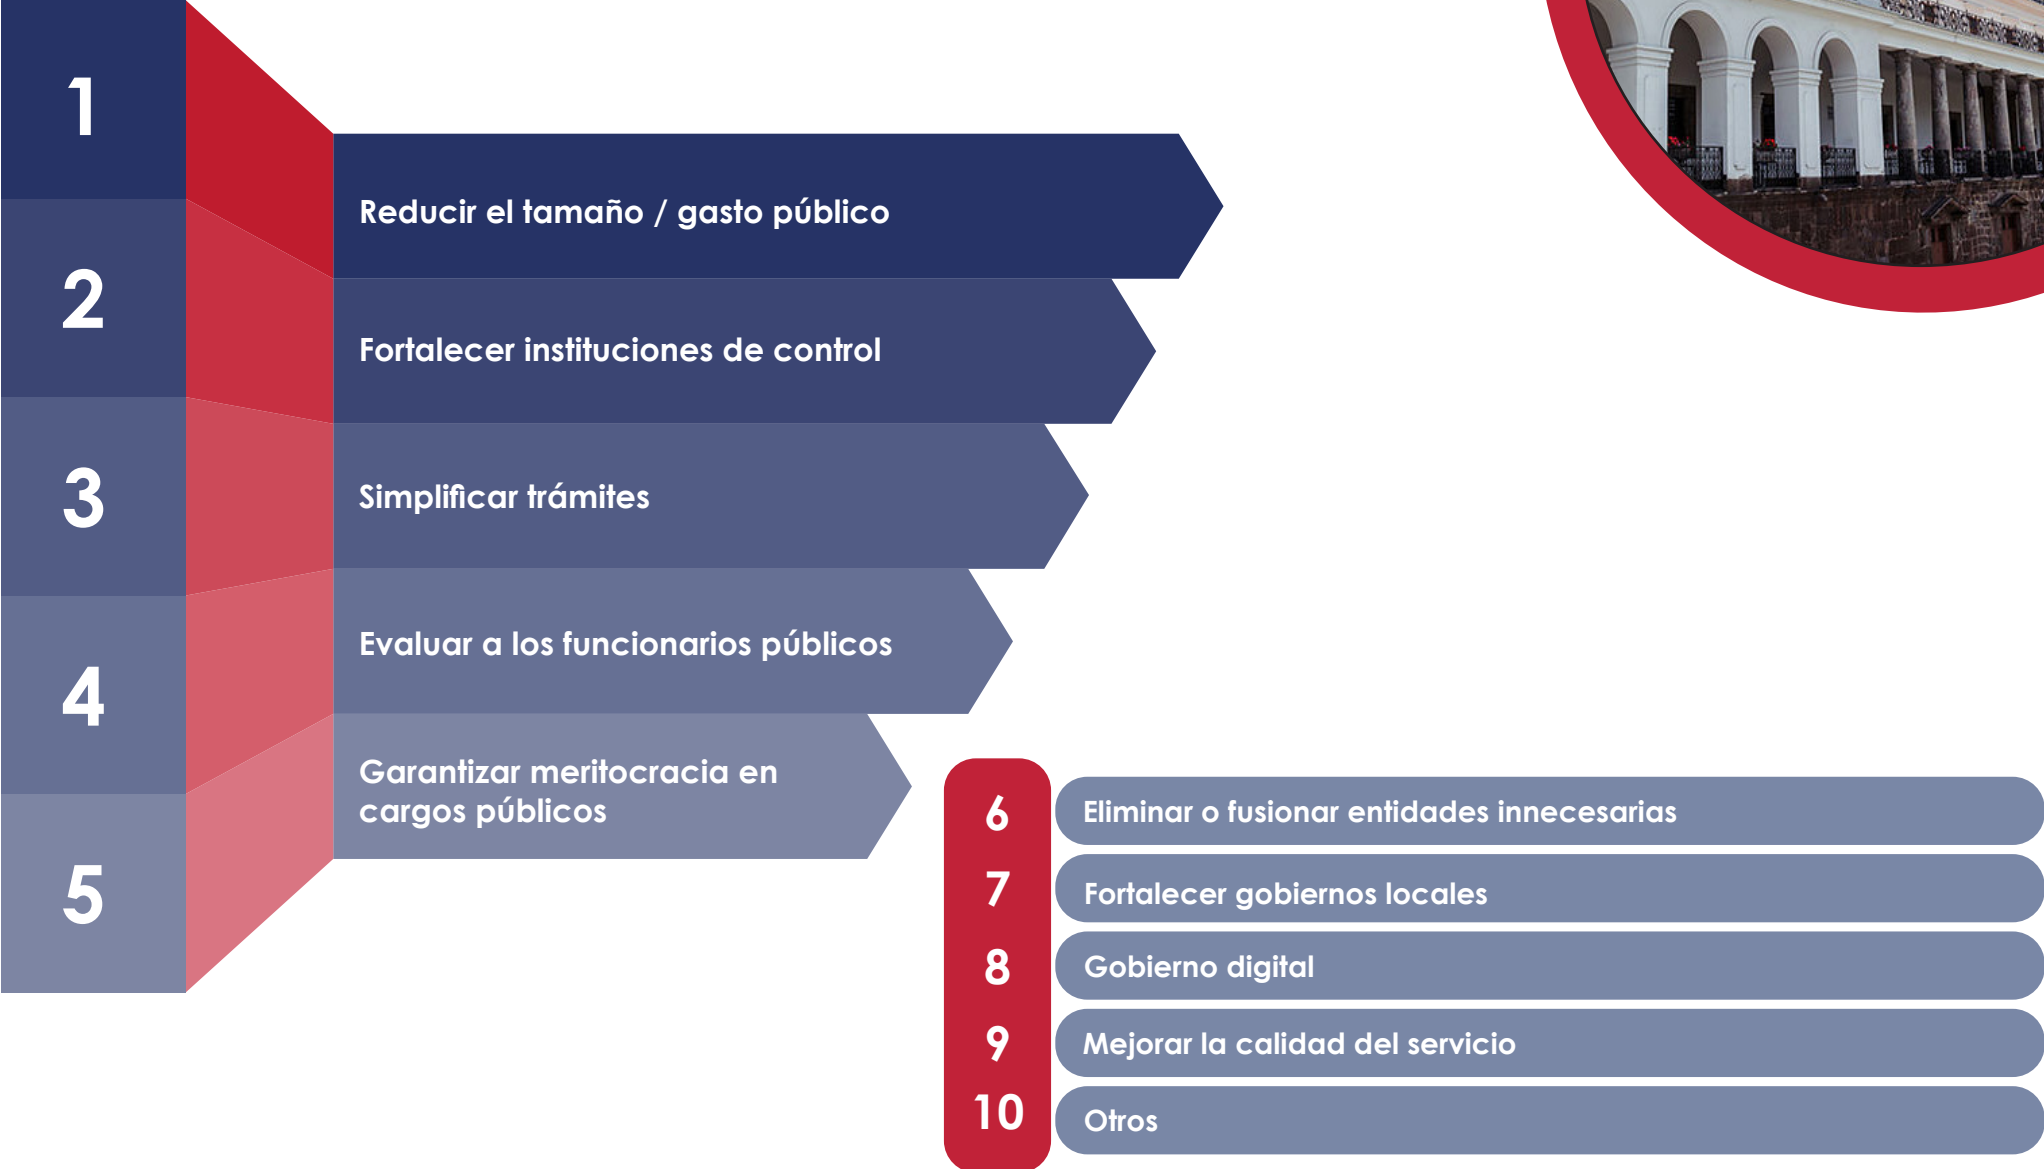 1
Reducir el tamaño / gasto público
2
Fortalecer instituciones de control
3
Simplificar trámites
4
Evaluar a los funcionarios públicos
5
Garantizar meritocracia en
cargos públicos
6
Eliminar o fusionar entidades innecesarias
7
Fortalecer gobiernos locales
8
Gobierno digital
9
Mejorar la calidad del servicio
10
Otros